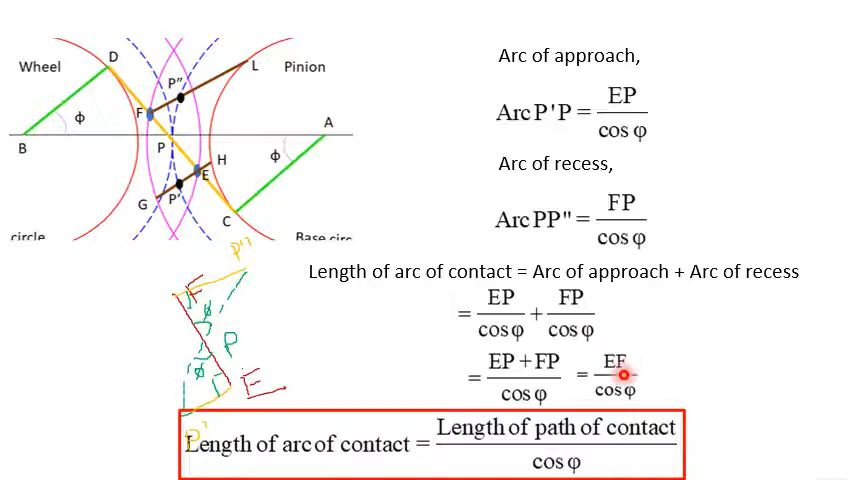 D
Wheel
L
Pinion
P"
F
ϕ
A
B
P
ϕ
H
E
P'
G
C
circle
Base circ
Arc of approach,
Arc P'P = EP / cos φ
Arc of recess,
Arc PP" = FP / cos φ
Length of arc of contact = Arc of approach + Arc of recess
= EP / cos φ + FP / cos φ
= EP + FP / cos φ = EF / cos φ
Length of arc of contact = Length of path of contact / cos φ
P"
F
ø
P
ø
E
P'